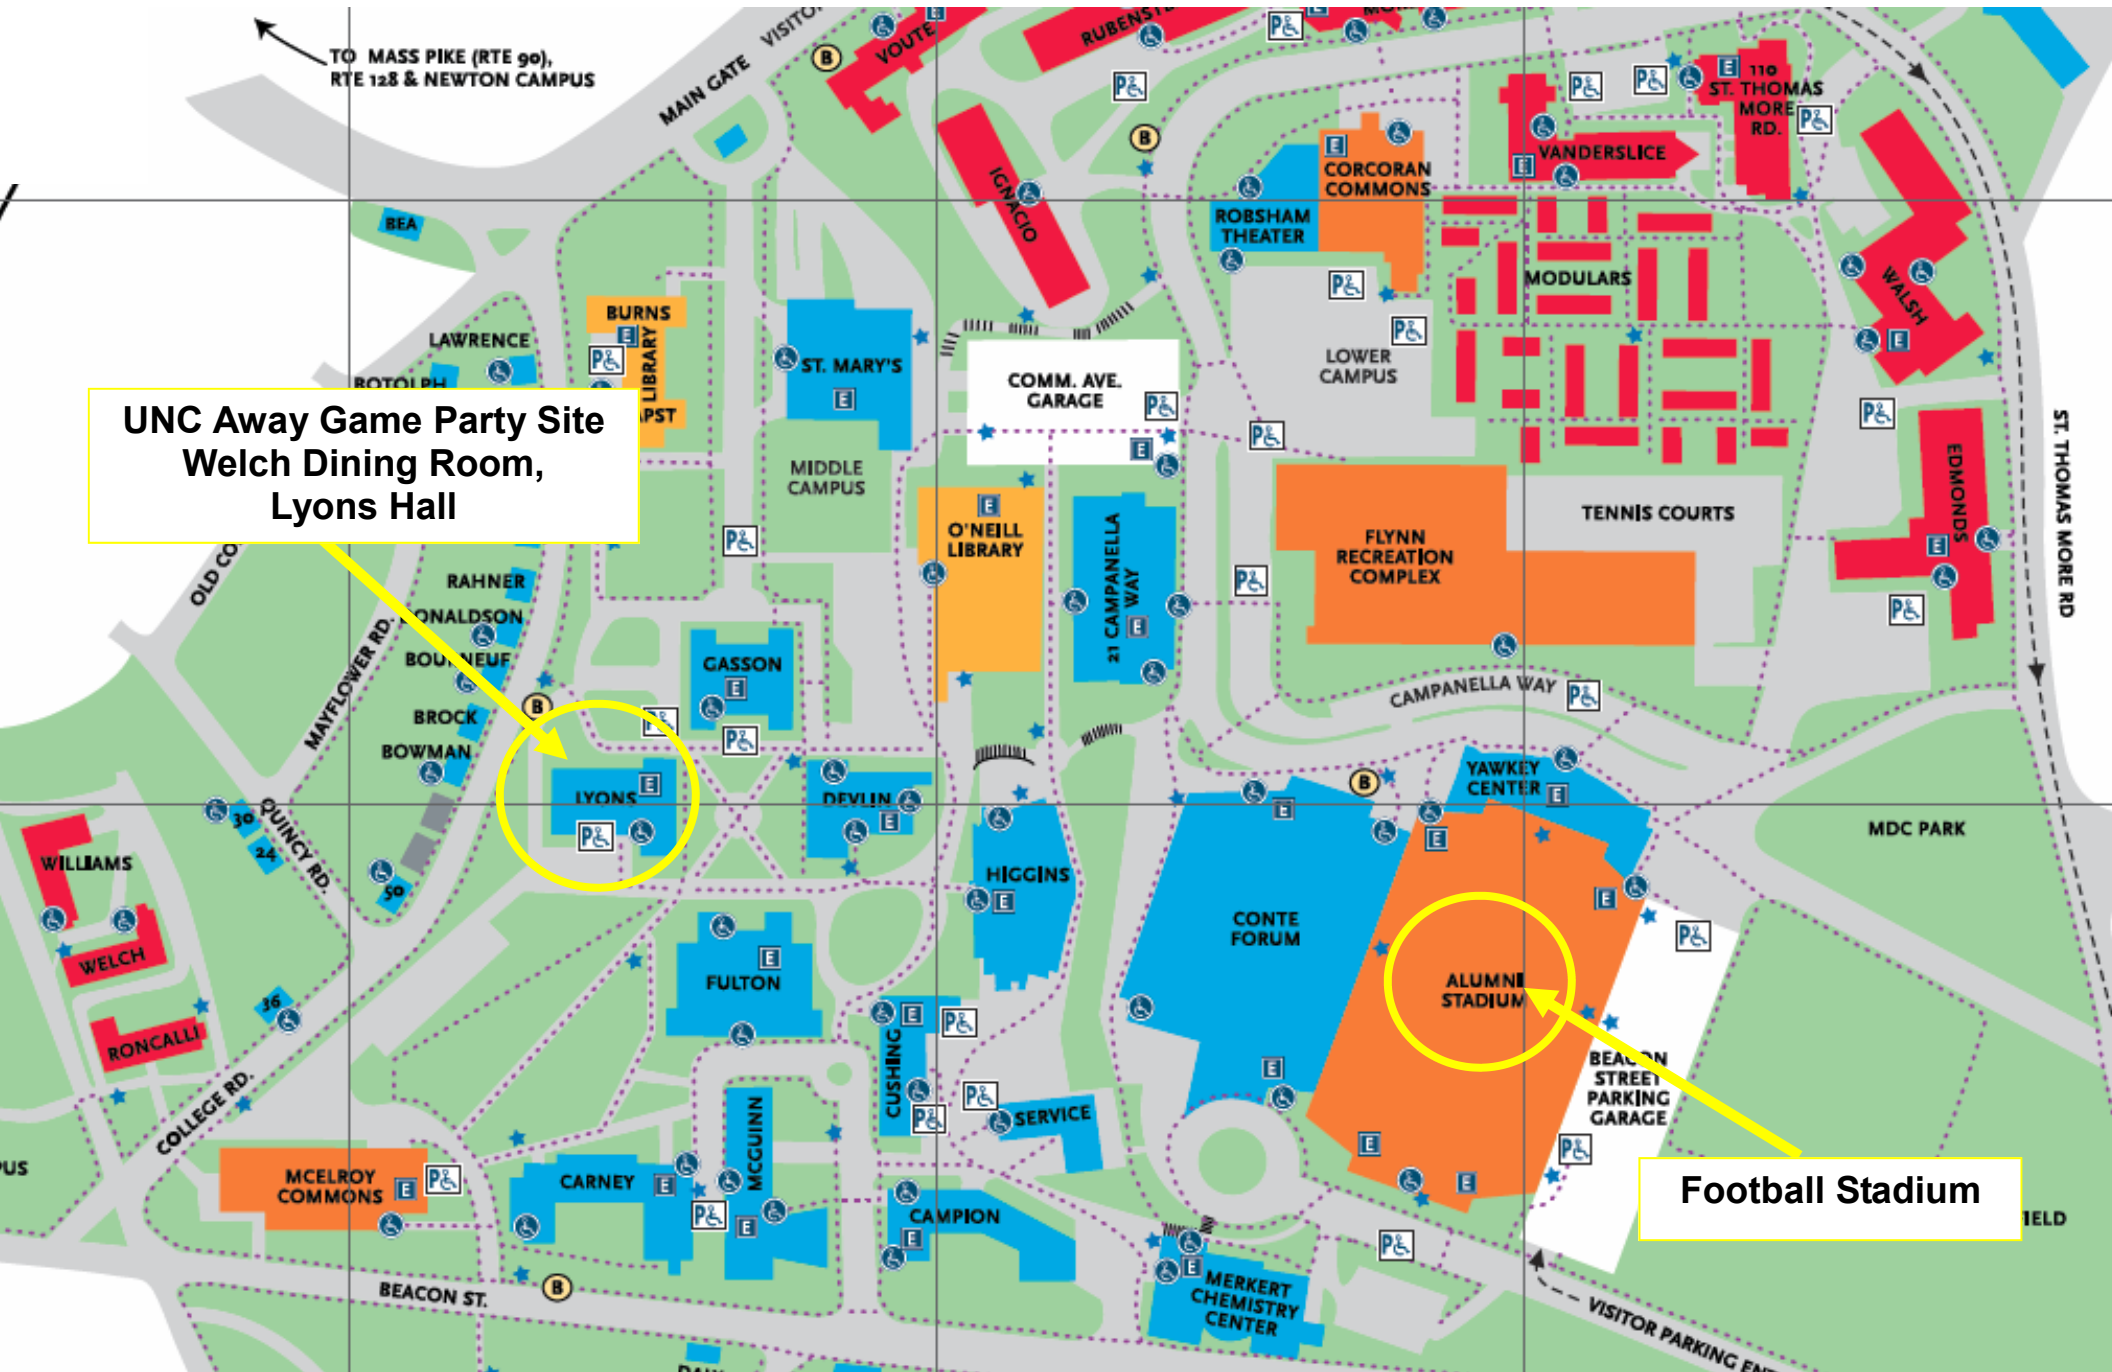 TO MASS PIKE (RTE 90),
RTE 128 & NEWTON CAMPUS
MAIN GATE
B
VOUTE
P
B
IGNACIO
E
CORCORAN
COMMONS
ROBSHAM
THEATER
E
VANDERSLICE
E
110
ST. THOMAS
MORE
RD.
BEA
MODULARS
WALSH
E
BURNS
E
LIBRARY
LAWRENCE
BOTOLPH
ST. MARY'S
E
COMM. AVE.
GARAGE
E
LOWER
CAMPUS
UNC Away Game Party Site
Welch Dining Room,
Lyons Hall
MIDDLE
CAMPUS
E
O'NEILL
LIBRARY
21 CAMPANELLA
WAY
E
FLYNN
RECREATION
COMPLEX
TENNIS COURTS
EDMONDS
E
ST. THOMAS MORE RD
RAHNER
BOURNEUF
BROCK
BOWMAN
MAYFLOWER RD.
GASSON
E
B
LYONS
E
DEVLIN
E
CAMPANELLA WAY
B
YAWKEY
CENTER
E
MDC PARK
30
24
QUINCY RD.
50
36
WILLIAMS
WELCH
RONCALLI
COLLEGE RD.
HIGGINS
E
CONTE
FORUM
E
E
ALUMNI
STADIUM
E
FULTON
E
CUSHING
E
SERVICE
BEACON
STREET
PARKING
GARAGE
E
E
E
Football Stadium
MCELROY
COMMONS
E
CARNEY
E
MCGUINN
E
CAMPION
E
MERKERT
CHEMISTRY
CENTER
E
BEACON ST.
B
VISITOR PARKING